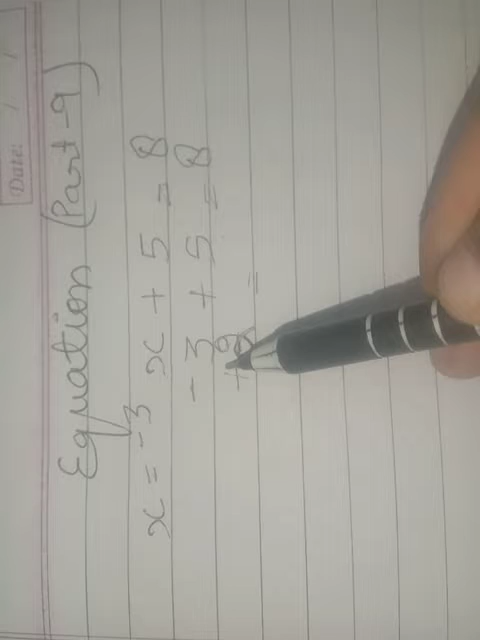 Date:
Equation (Part-9)
x = -3 x + 5 = 8
- 3 + 5 = 8
=